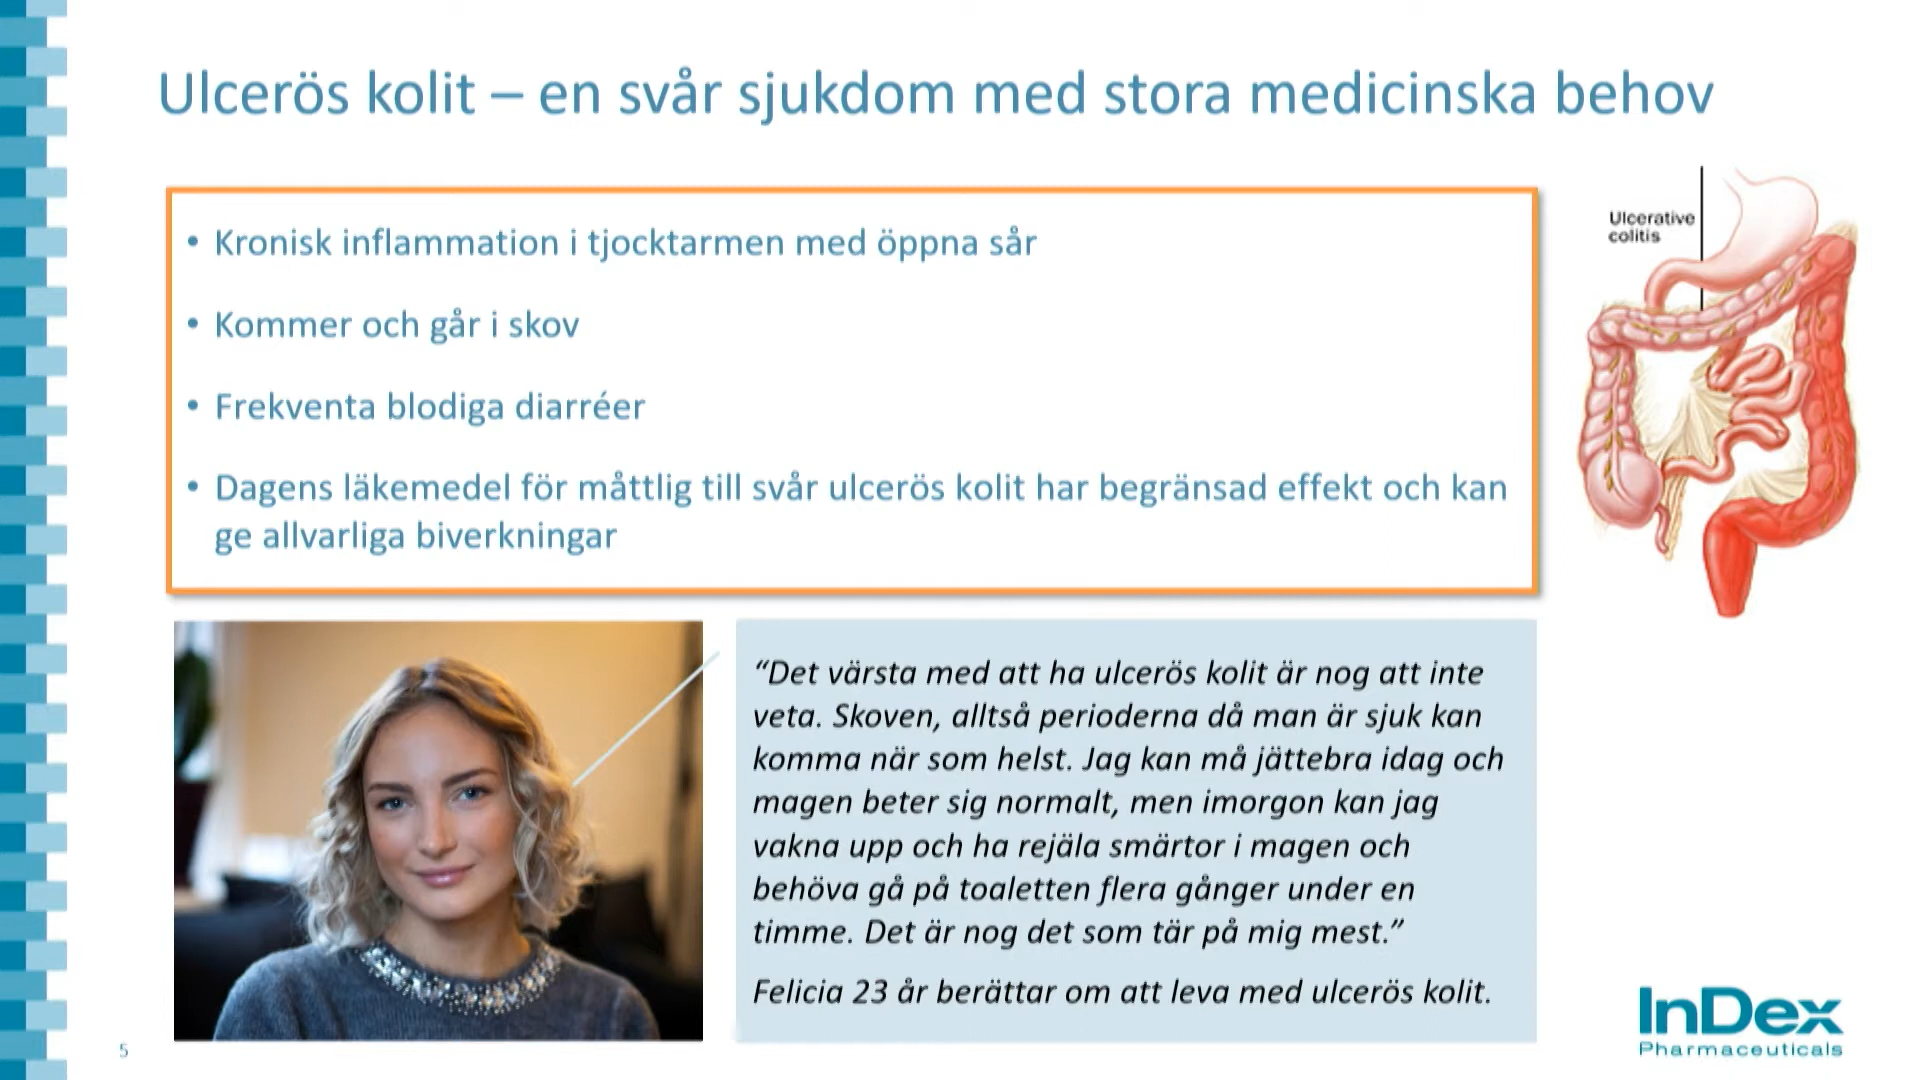 Ulcerös kolit – en svår sjukdom med stora medicinska behov
• Kronisk inflammation i tjocktarmen med öppna sår
• Kommer och går i skov
• Frekventa blodiga diarréer
• Dagens läkemedel för måttlig till svår ulcerös kolit har begränsad effekt och kan
ge allvarliga biverkningar
Ulcerative
colitis
“Det värsta med att ha ulcerös kolit är nog att inte
veta. Skoven, alltså perioderna då man är sjuk kan
komma när som helst. Jag kan må jättebra idag och
magen beter sig normalt, men imorgon kan jag
vakna upp och ha rejäla smärtor i magen och
behöva gå på toaletten flera gånger under en
timme. Det är nog det som tär på mig mest.”
Felicia 23 år berättar om att leva med ulcerös kolit.
5
InDex
Pharmaceuticals